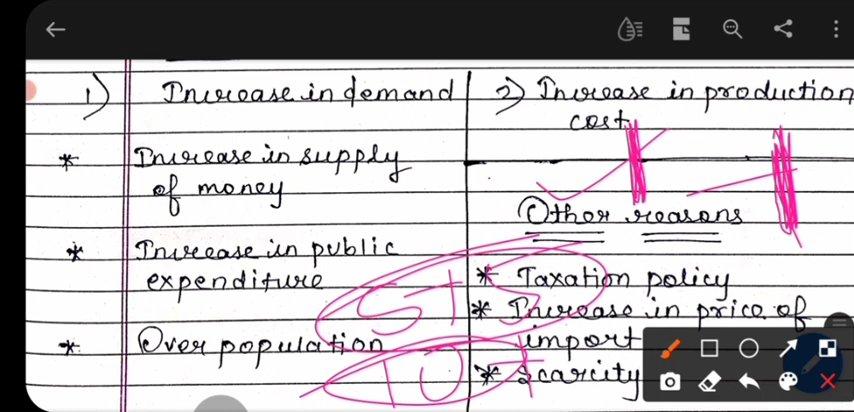 1) Increase in demand
* Increase in supply
of money
* Increase in public
expenditure
* Over population
2) Increase in production
cost
Other reasons
* Taxation policy
* Increase in price of
import
* Scarcity